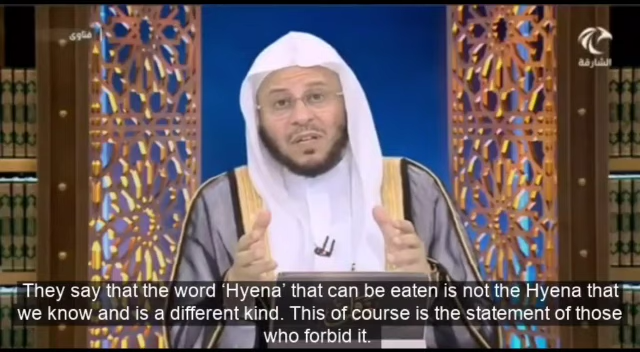 فتاوى
الشارقة
They say that the word ‘Hyena’ that can be eaten is not the Hyena that
we know and is a different kind. This of course is the statement of those
who forbid it.